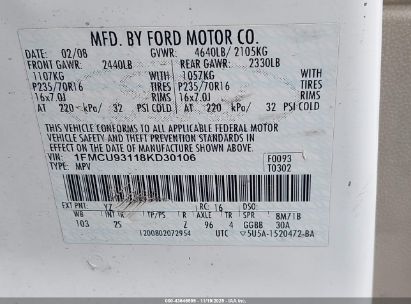 MFD. BY FORD MOTOR CO.
DATE: 02/08 GVWR: 4640LB/ 2105KG
FRONT GAWR: 2440LB REAR GAWR: 2330LB
1107KG WITH 1057KG WITH
P235/70R16 TIRES P235/70R16 TIRES
16x7.0J RIMS 16x7.0J RIMS
AT 220 kPa/ 32 PSI COLD AT 220 kPa/ 32 PSI COLD
THIS VEHICLE CONFORMS TO ALL APPLICABLE FEDERAL MOTOR
VEHICLE SAFETY AND THEFT PREVENTION STANDARDS IN
EFFECT ON THE DATE OF MANUFACTURE SHOWN ABOVE.
VIN: 1FMCU93118KD30106 F0093
TYPE: MPV T0302
EXT PNT: YZ RC: 16 DSO:
WB INT TR TP/PS R AXLE TR SPR BM71B
103 25 Z 96 4 GGBB 30A
1200802072954 UTC 5U5A-1520472-BA